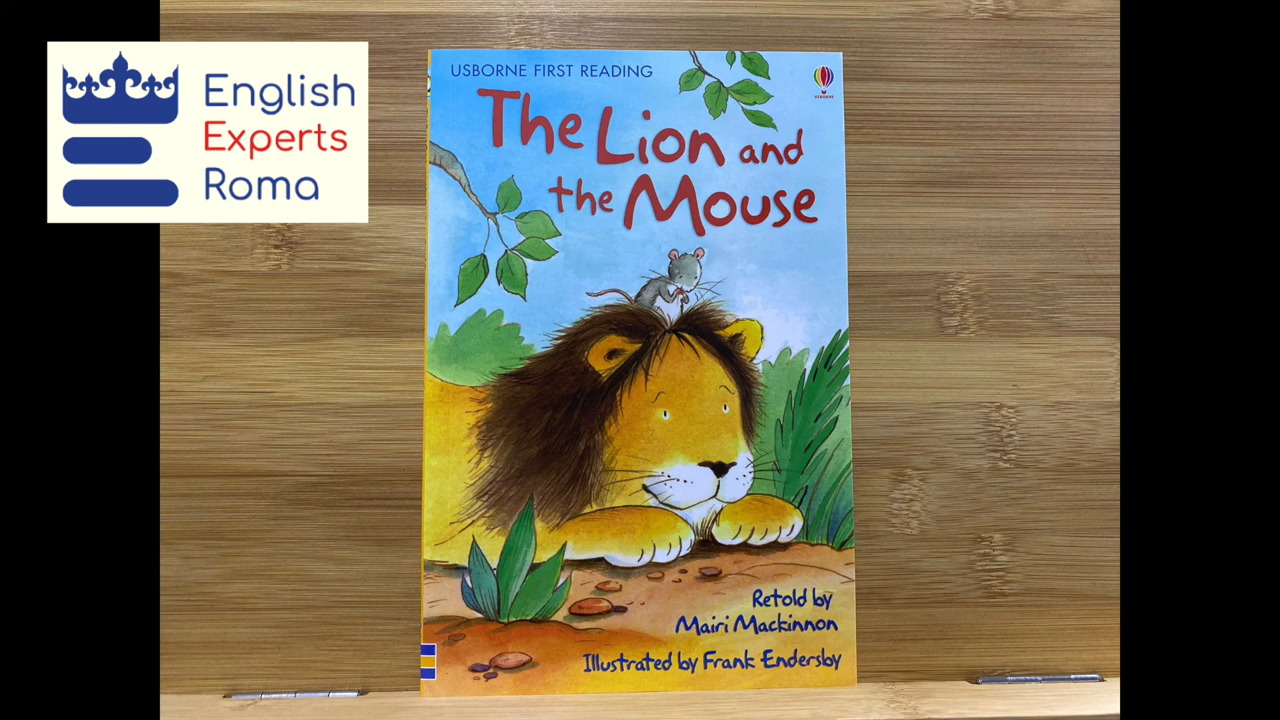 English
Experts
Roma
USBORNE FIRST READING
USBORNE
The Lion and
the Mouse
Retold by
Mairi Mackinnon
Illustrated by Frank Endersby